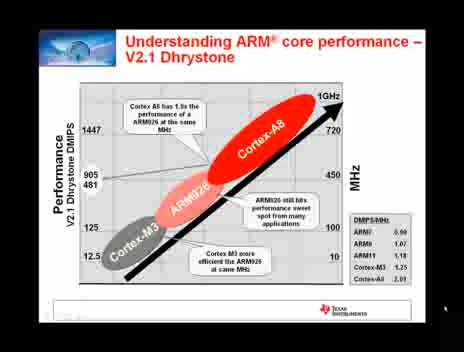 Understanding ARM® core performance –
V2.1 Dhrystone
Performance
V2.1 Dhrystone DMIPS
1447
905
481
125
12.5
Cortex A8 has 1.9x the
performance of a
ARM926 at the same
MHz
1GHz
720
450
100
10
MHz
Cortex-A8
ARM926
Cortex-M3
ARM926 still hits
performance sweet
spot from many
applications
Cortex M3 more
efficient the ARM926
at same MHz
DMIPS/MHz
ARM7 0.90
ARM9 1.07
ARM11 1.18
Cortex-M3 1.25
Cortex-A8 2.01
TEXAS
INSTRUMENTS